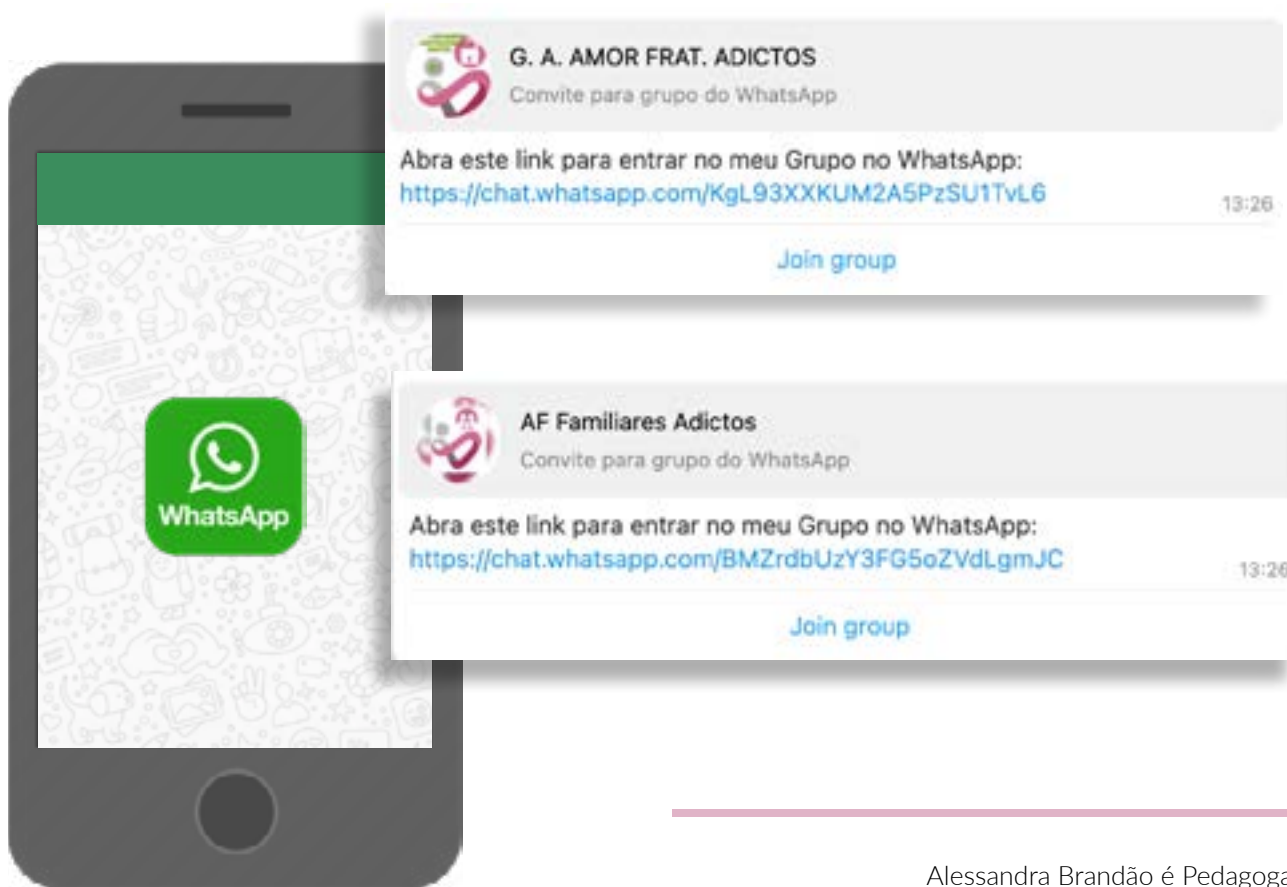 G. A. AMOR FRAT. ADICTOS
Convite para grupo do WhatsApp
Abra este link para entrar no meu Grupo no WhatsApp:
https://chat.whatsapp.com/KgL93XXKUM2A5PzSU1TvL6
13:26
Join group
WhatsApp
AF Familiares Adictos
Convite para grupo do WhatsApp
Abra este link para entrar no meu Grupo no WhatsApp:
https://chat.whatsapp.com/BMZrdbUzY3FG5oZVdLgmJC
13:26
Join group
Alessandra Brandão é Pedagoga